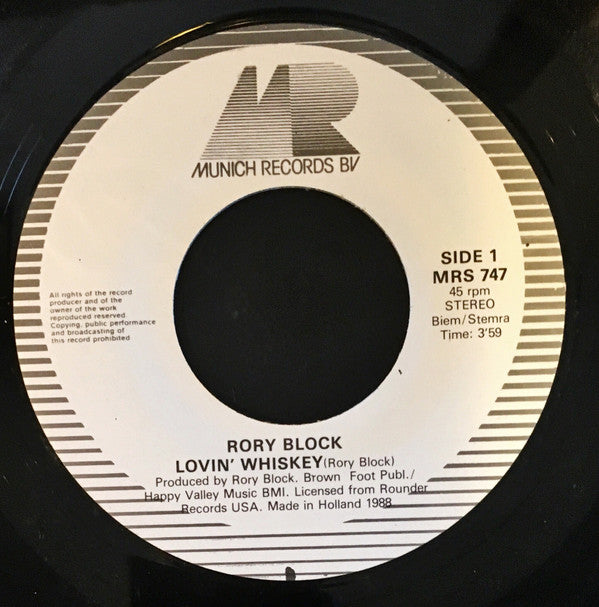 MR
MUNICH RECORDS BV
SIDE 1
MRS 747
45 rpm
STEREO
Biem/Stemra
Time: 3'59
All rights of the record
producer and of the
owner of the work
reproduced reserved.
Copying, public performance
and broadcasting of
this record prohibited
RORY BLOCK
LOVIN' WHISKEY (Rory Block)
Produced by Rory Block. Brown Foot Publ./
Happy Valley Music BMI. Licensed from Rounder
Records USA. Made in Holland 1988